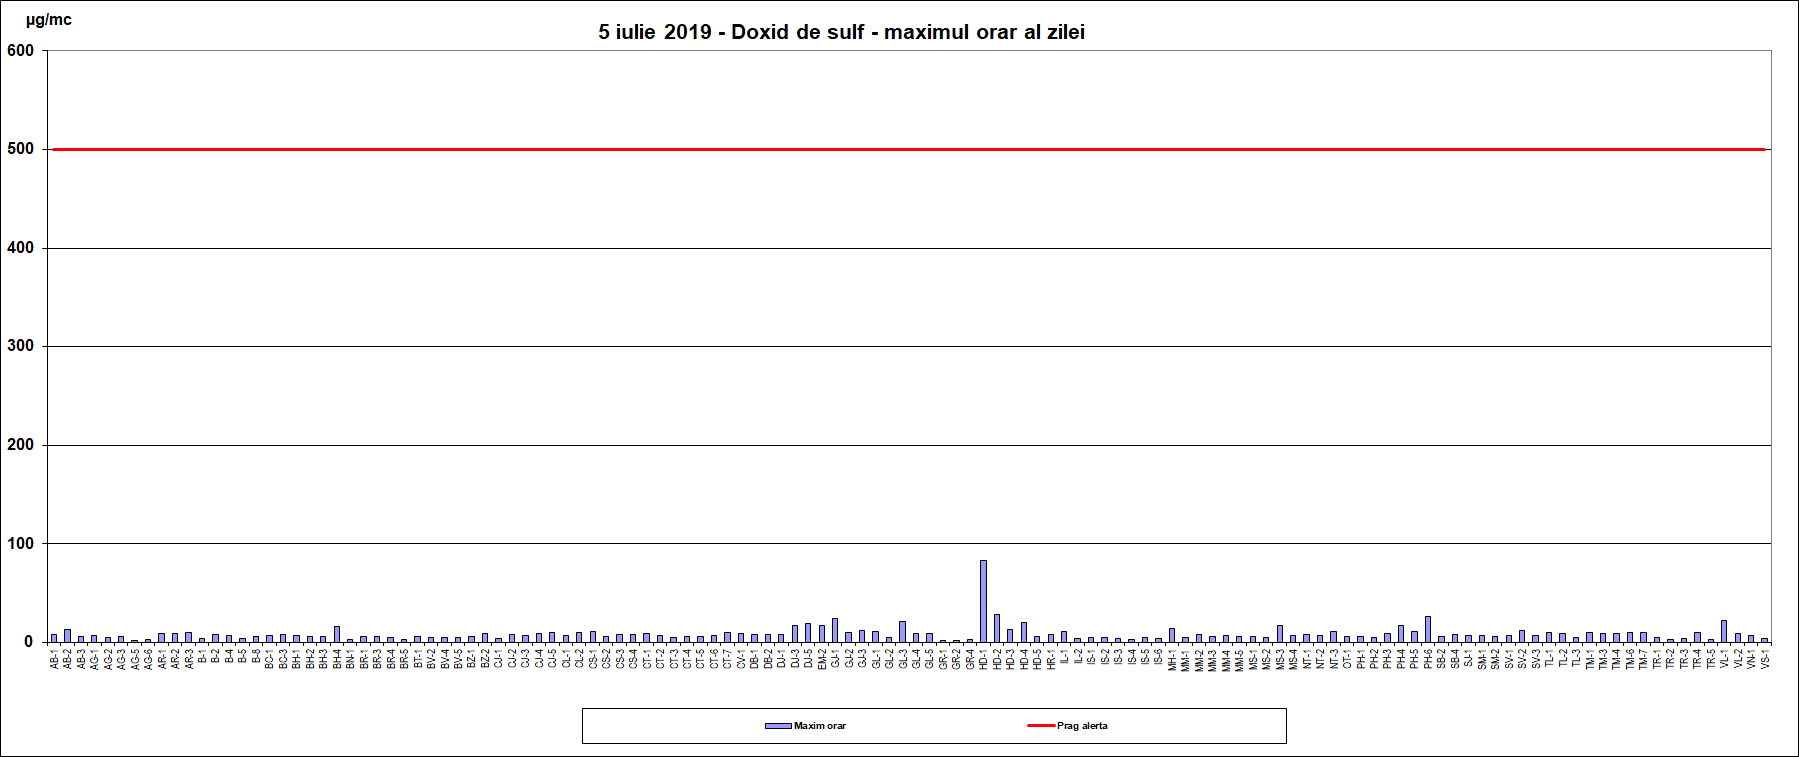 µg/mc
5 iulie 2019 - Doxid de sulf - maximul orar al zilei
600
500
400
300
200
100
0
AB-1 AB-2 AB-3 AG-1 AG-2 AG-3 AG-5 AG-6 AR-1 AR-2 AR-3 B-1 B-2 B-4 B-5 B-8 BC-1 BC-3 BH-1 BH-2 BH-3 BH-4 BN-1 BR-1 BR-3 BR-4 BR-5 BT-1 BV-2 BV-4 BV-5 BZ-1 BZ-2 CJ-1 CJ-2 CJ-3 CJ-4 CJ-5 CL-1 CL-2 CS-1 CS-2 CS-3 CS-4 CT-1 CT-2 CT-3 CT-4 CT-5 CT-6 CT-7 CV-1 DB-1 DB-2 DJ-1 DJ-3 DJ-5 EM-2 GJ-1 GJ-2 GJ-3 GL-1 GL-2 GL-3 GL-4 GL-5 GR-1 GR-2 GR-4 HD-1 HD-2 HD-3 HD-4 HD-5 HR-1 IL-1 IL-2 IS-1 IS-2 IS-3 IS-4 IS-5 IS-6 MH-1 MM-1 MM-2 MM-3 MM-4 MM-5 MS-1 MS-2 MS-3 MS-4 NT-1 NT-2 NT-3 OT-1 PH-1 PH-2 PH-3 PH-4 PH-5 PH-6 SB-2 SB-4 SJ-1 SM-1 SM-2 SV-1 SV-2 SV-3 TL-1 TL-2 TL-3 TM-1 TM-3 TM-4 TM-6 TM-7 TR-1 TR-2 TR-3 TR-4 TR-5 VL-1 VL-2 VN-1 VS-1
Maxim orar Prag alerta